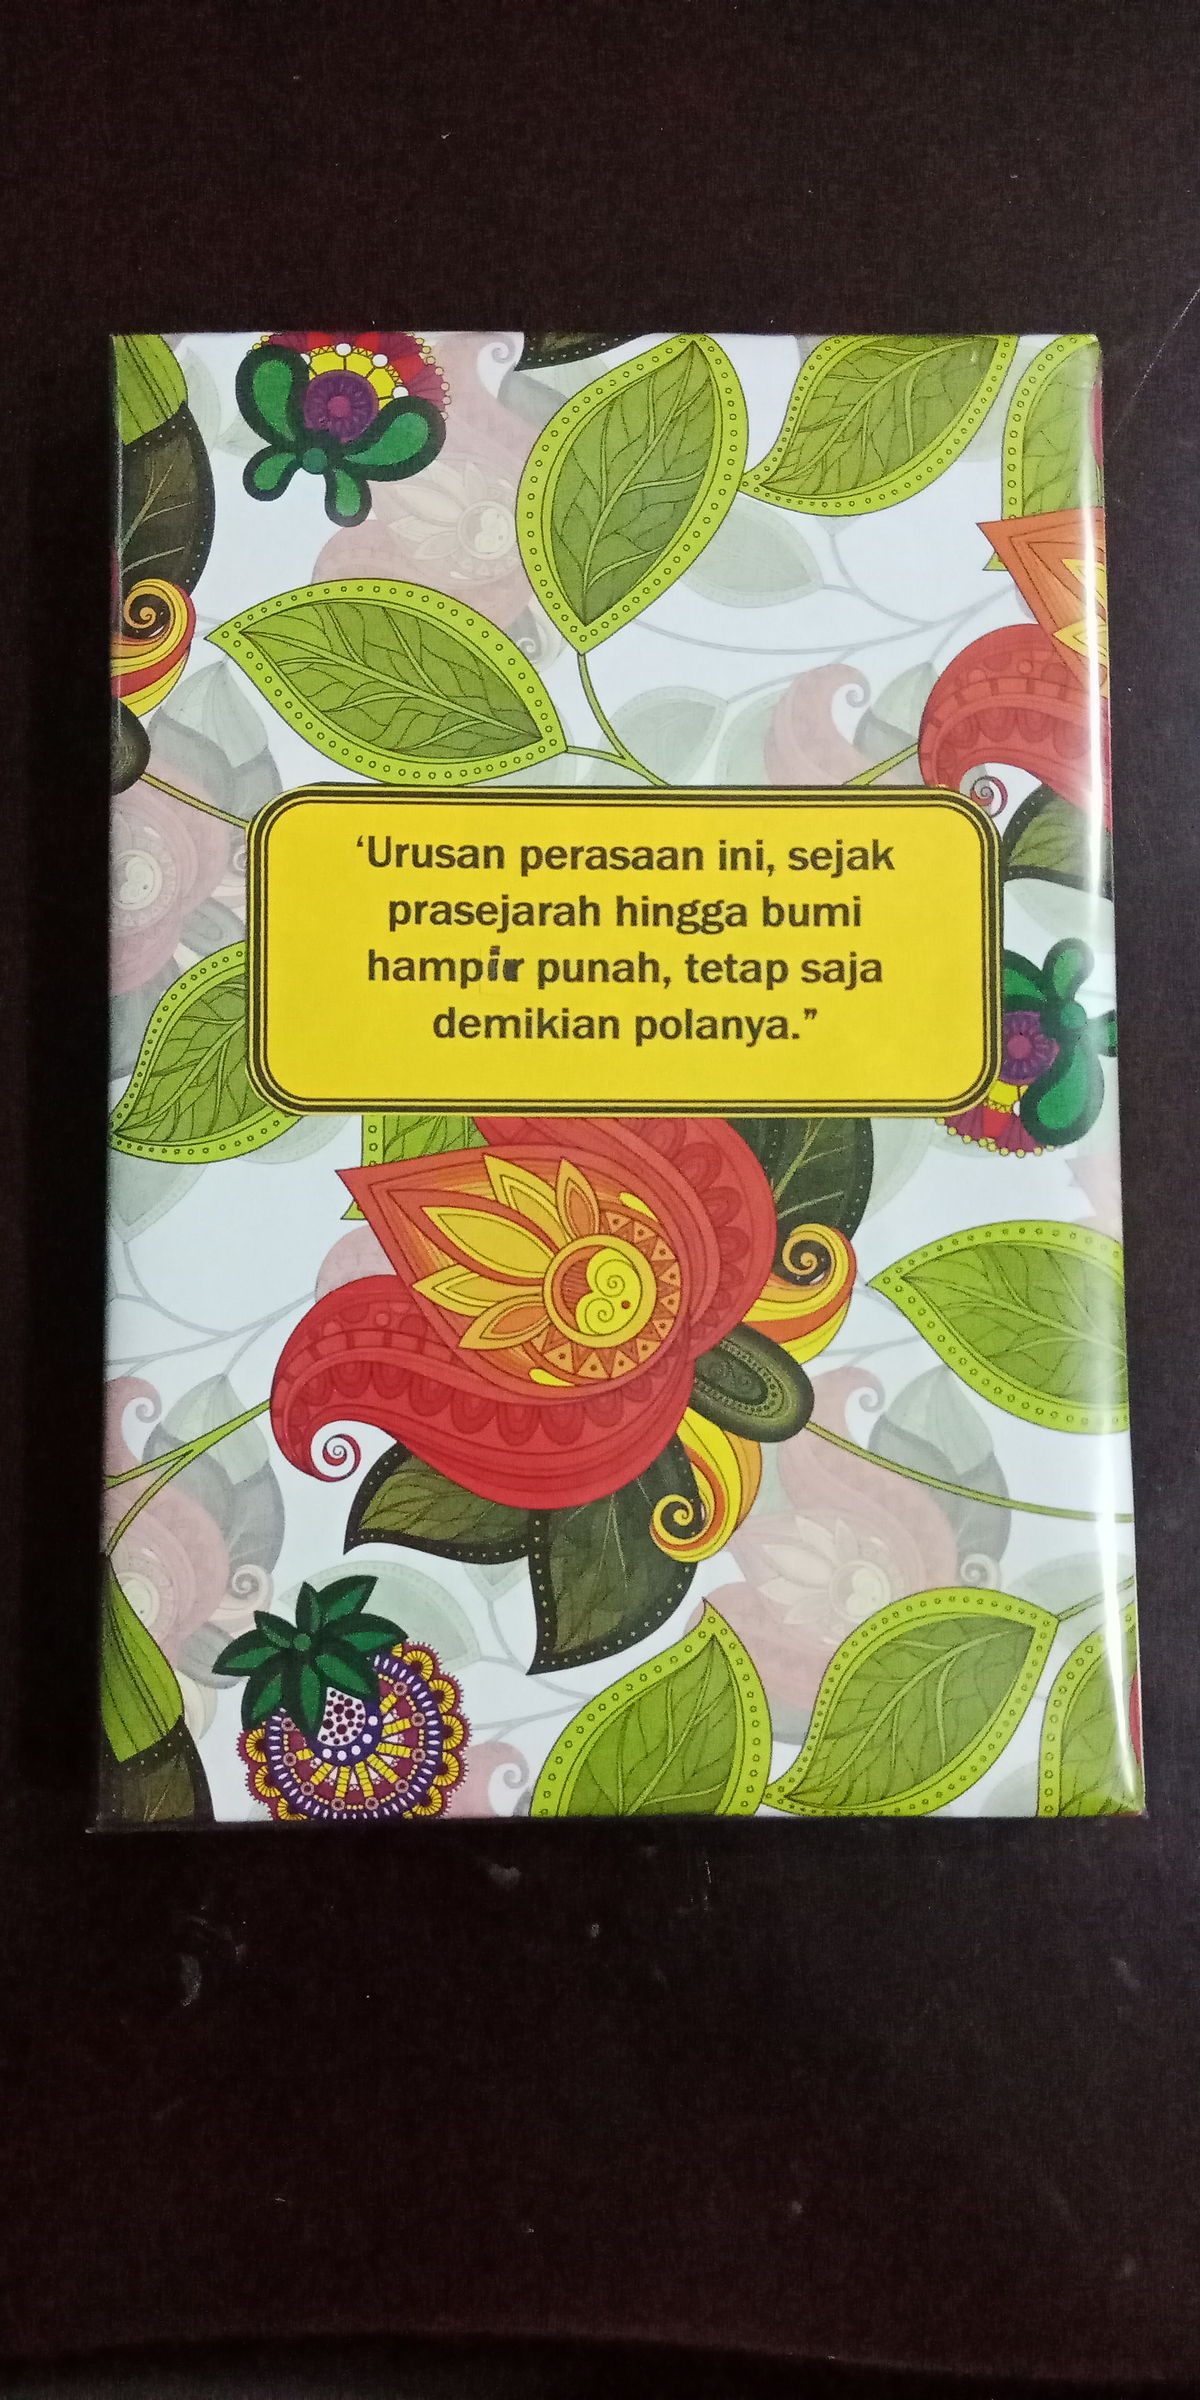 ‘Urusan perasaan ini, sejak
prasejarah hingga bumi
hampir punah, tetap saja
demikian polanya.”